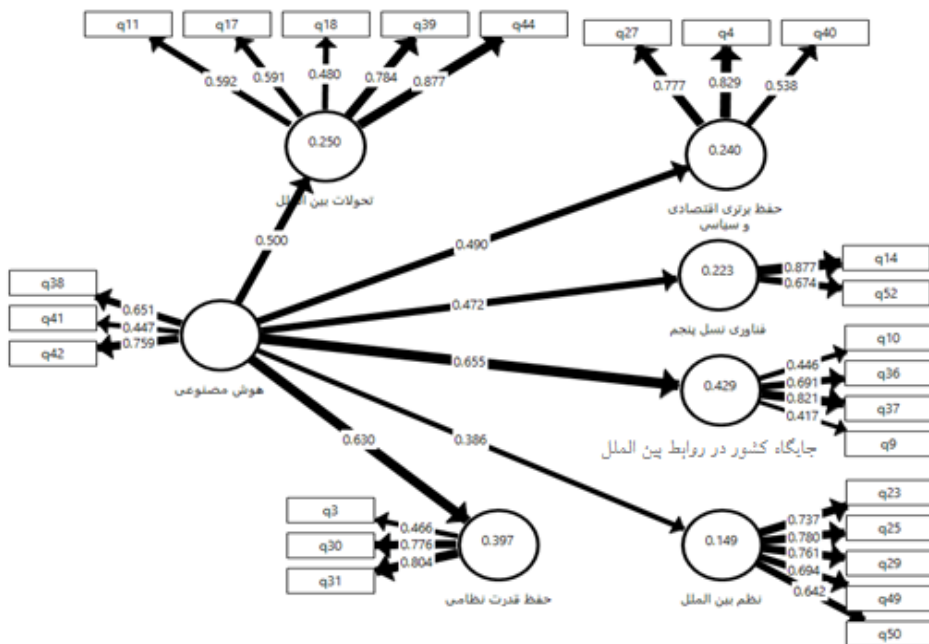 q11 q17 q18 q39 q44
q27 q4 q40
0.592 0.591 0.480 0.784 0.877
0.777 0.829 0.538
0.250
0.240
تحولات بین الملل
حفظ برتری اقتصادی
و سیاسی
0.500
0.490
q14
0.877
0.223
0.674
q52
q38
0.651
0.472
q41
0.447
فناوری نسل پنجم
q10
q42
0.759
0.446
q36
0.655
0.691
هوش مصنوعی
0.429
0.821
q37
0.417
q9
0.630
0.386
جایگاه کشور در روابط بین الملل
q23
q3
0.737
q25
0.466
0.780
q30
0.776
0.397
0.149
0.761
q29
0.804
0.694
q31
0.642
q49
حفظ قدرت نظامی
نظم بین الملل
q50